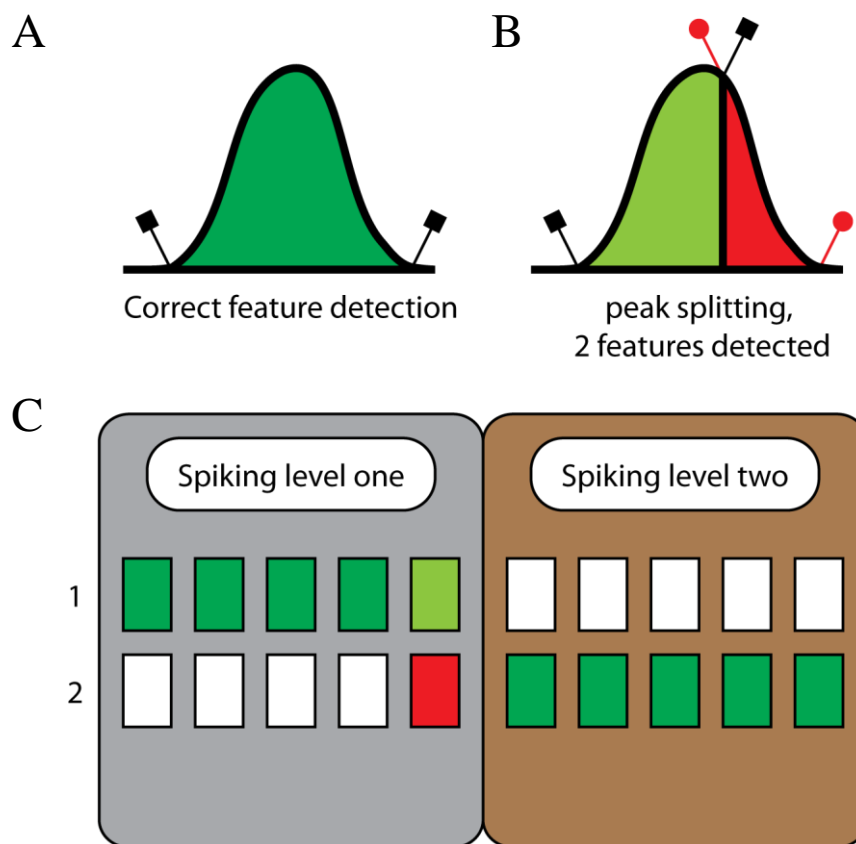 A
B
Correct feature detection
peak splitting,
2 features detected
C
Spiking level one
Spiking level two
1
2